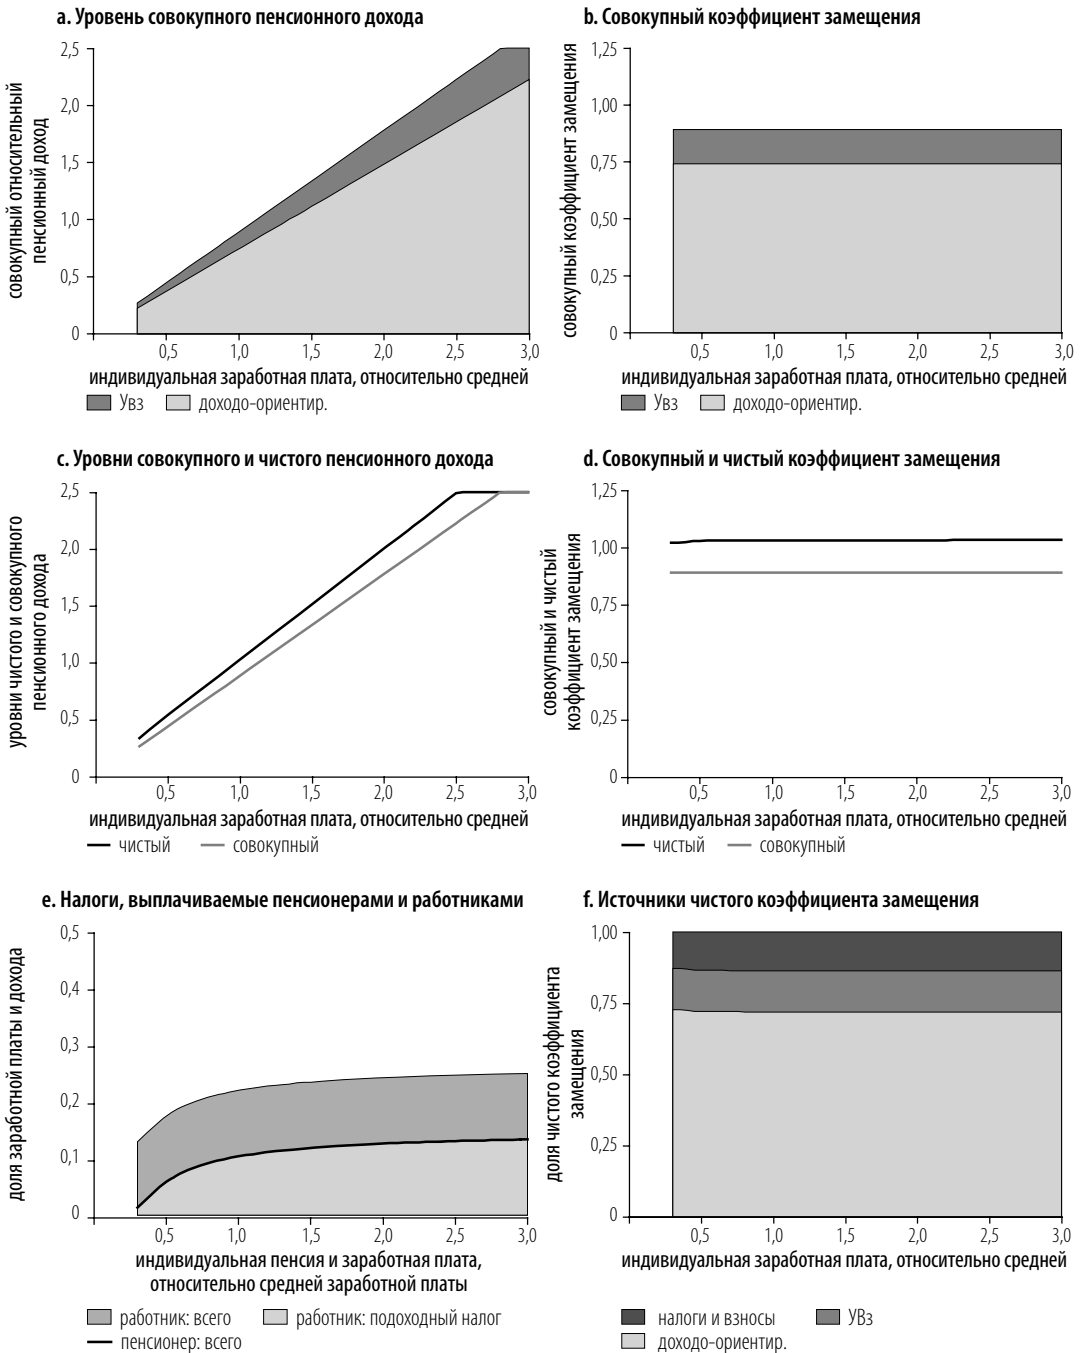 a. Уровень совокупного пенсионного дохода
совокупный относительный
пенсионный доход
2,5
2,0
1,5
1,0
0,5
0
0,5 1,0 1,5 2,0 2,5 3,0
индивидуальная заработная плата, относительно средней
Увз доходо-ориентир.
b. Совокупный коэффициент замещения
совокупный коэффициент замещения
1,25
1,00
0,75
0,50
0,25
0
0,5 1,0 1,5 2,0 2,5 3,0
индивидуальная заработная плата, относительно средней
Увз доходо-ориентир.
c. Уровни совокупного и чистого пенсионного дохода
уровни чистого и совокупного
пенсионного дохода
2,5
2,0
1,5
1,0
0,5
0
0,5 1,0 1,5 2,0 2,5 3,0
индивидуальная заработная плата, относительно средней
чистый совокупный
d. Совокупный и чистый коэффициент замещения
совокупный и чистый
коэффициент замещения
1,25
1,00
0,75
0,50
0,25
0
0,5 1,0 1,5 2,0 2,5 3,0
индивидуальная заработная плата, относительно средней
чистый совокупный
e. Налоги, выплачиваемые пенсионерами и работниками
доля заработной платы и дохода
0,5
0,4
0,3
0,2
0,1
0
0,5 1,0 1,5 2,0 2,5 3,0
индивидуальная пенсия и заработная плата,
относительно средней заработной платы
работник: всего работник: подоходный налог
пенсионер: всего
f. Источники чистого коэффициента замещения
доля чистого коэффициента
замещения
1,00
0,75
0,50
0,25
0
0,5 1,0 1,5 2,0 2,5 3,0
индивидуальная заработная плата, относительно средней
налоги и взносы УВз
доходо-ориентир.